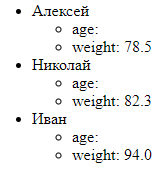 Алексей
age:
weight: 78.5
Николай
age:
weight: 82.3
Иван
age:
weight: 94.0